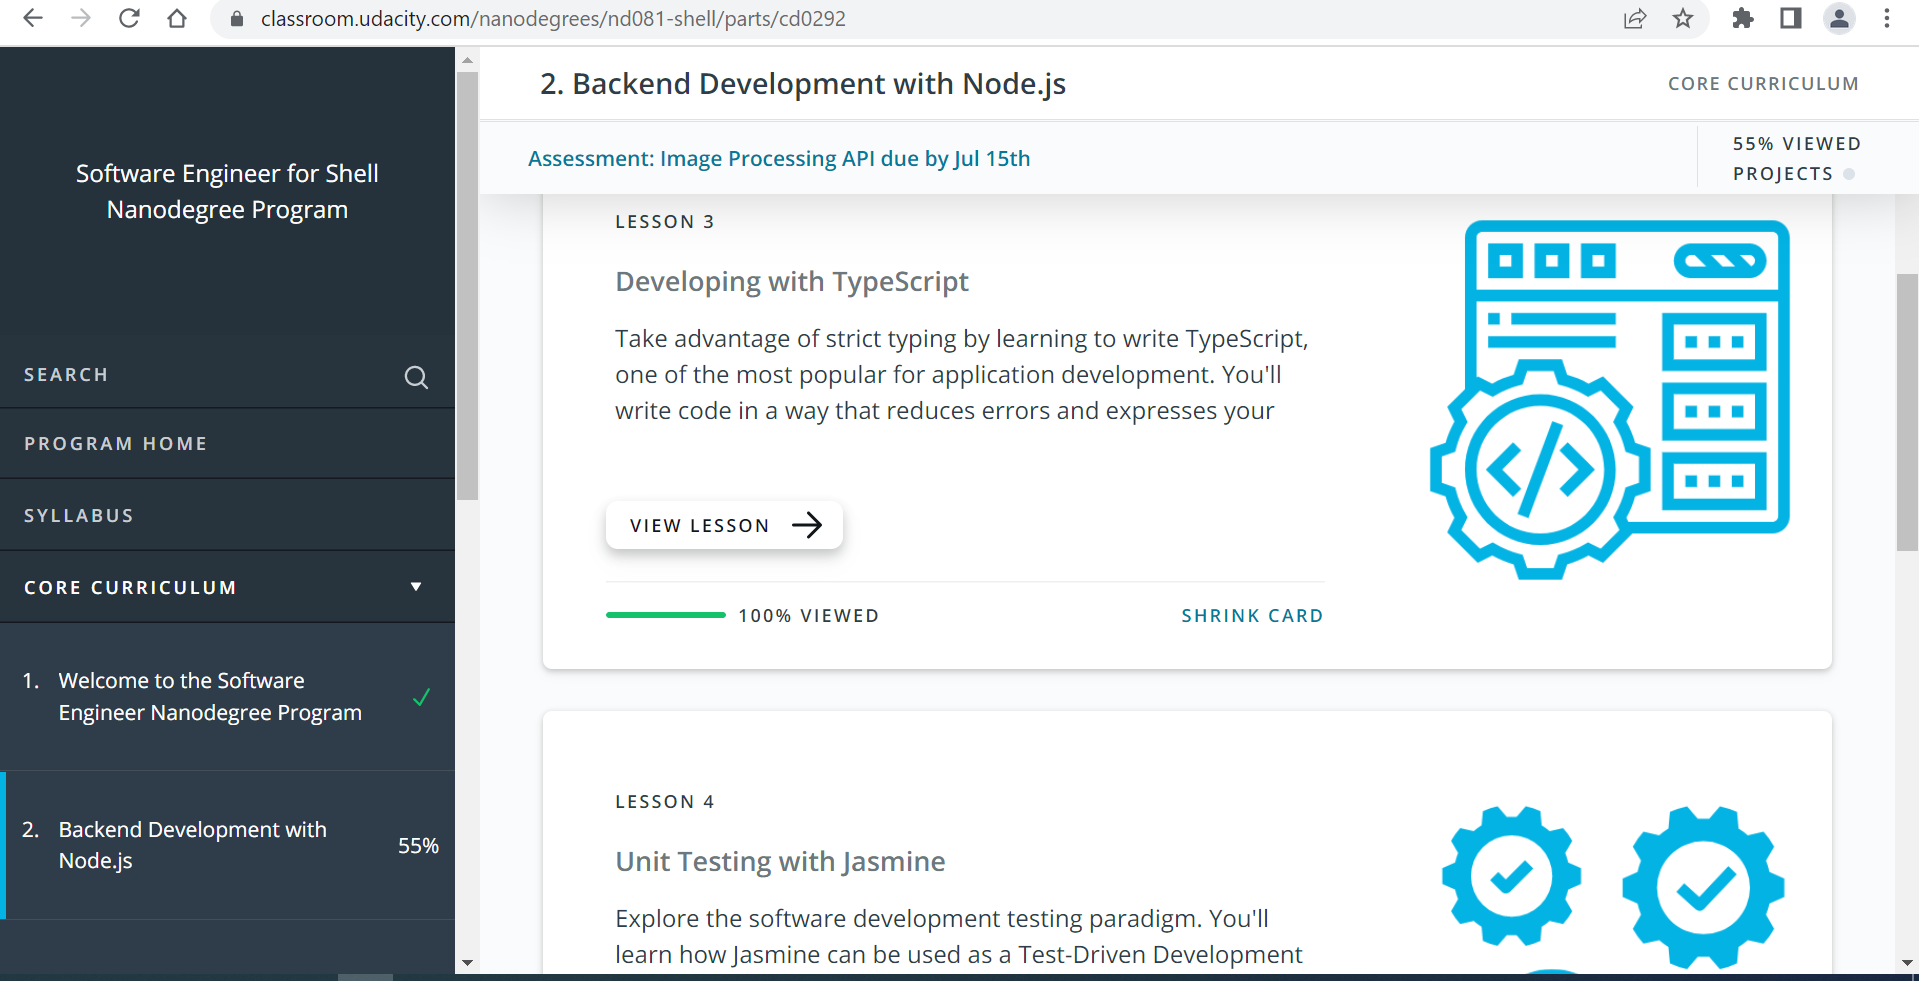 classroom.udacity.com/nanodegrees/nd081-shell/parts/cd0292
Software Engineer for Shell
Nanodegree Program
SEARCH
PROGRAM HOME
SYLLABUS
CORE CURRICULUM
1. Welcome to the Software
Engineer Nanodegree Program
2. Backend Development with
Node.js
55%
2. Backend Development with Node.js
CORE CURRICULUM
Assessment: Image Processing API due by Jul 15th
55% VIEWED
PROJECTS
LESSON 3
Developing with TypeScript
Take advantage of strict typing by learning to write TypeScript,
one of the most popular for application development. You'll
write code in a way that reduces errors and expresses your
VIEW LESSON
100% VIEWED
SHRINK CARD
LESSON 4
Unit Testing with Jasmine
Explore the software development testing paradigm. You'll
learn how Jasmine can be used as a Test-Driven Development